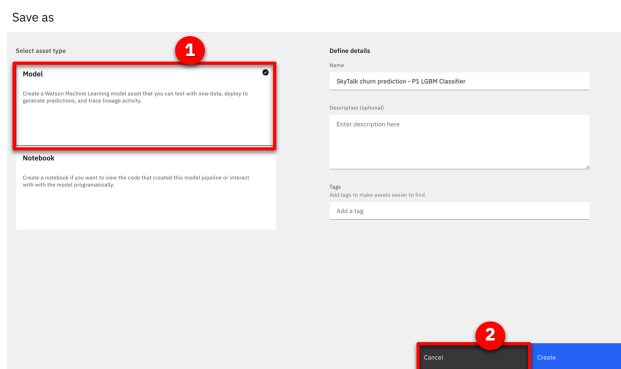 Save as
Select asset type
1
Model
Create a Watson Machine Learning model asset that you can test with new data, deploy to
generate predictions, and trace lineage activity.
Notebook
Create a notebook if you want to view the code that created this model pipeline or interact
with with the model programatically.
Define details
Name
SkyTalk churn prediction - P1 LGBM Classifier
Description (optional)
Enter description here
Tags
Add tags to make assets easier to find.
Add a tag
2
Cancel
Create